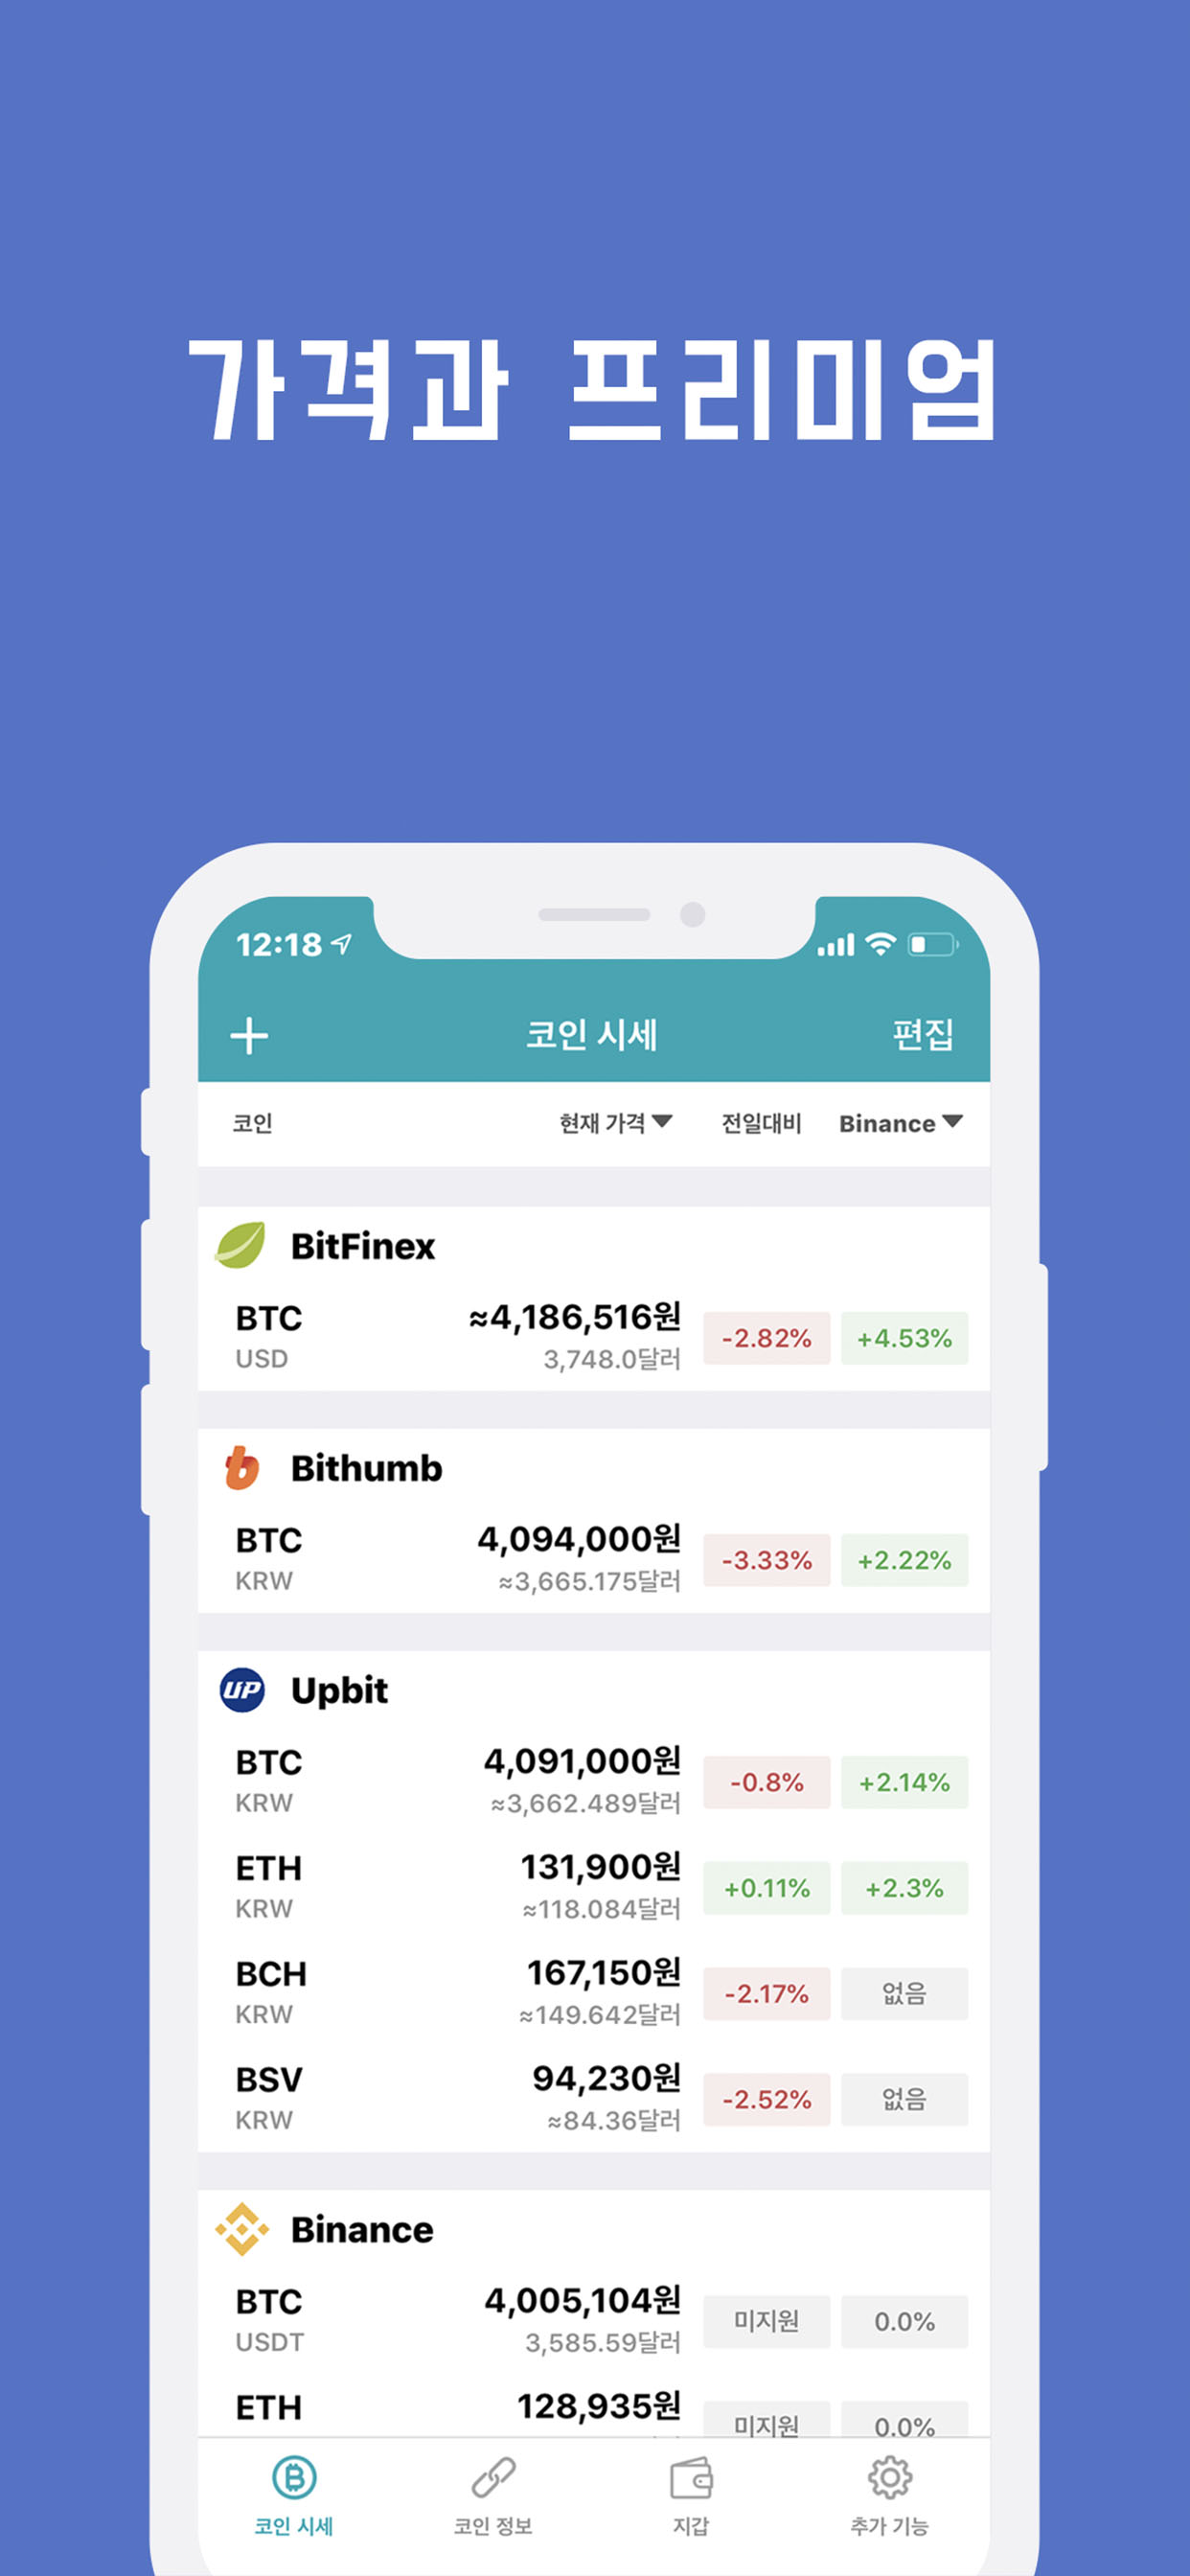 가격과 프리미엄
12:18
코인 시세 편집
코인 현재 가격 전일대비 Binance
BitFinex
BTC ≈4,186,516원 -2.82% +4.53%
USD 3,748.0달러
Bithumb
BTC 4,094,000원 -3.33% +2.22%
KRW ≈3,665.175달러
UP Upbit
BTC 4,091,000원 -0.8% +2.14%
KRW ≈3,662.489달러
ETH 131,900원 +0.11% +2.3%
KRW ≈118.084달러
BCH 167,150원 -2.17% 없음
KRW ≈149.642달러
BSV 94,230원 -2.52% 없음
KRW ≈84.36달러
Binance
BTC 4,005,104원 미지원 0.0%
USDT 3,585.59달러
ETH 128,935원 미지원 0.0%
코인 시세 코인 정보 지갑 추가 기능